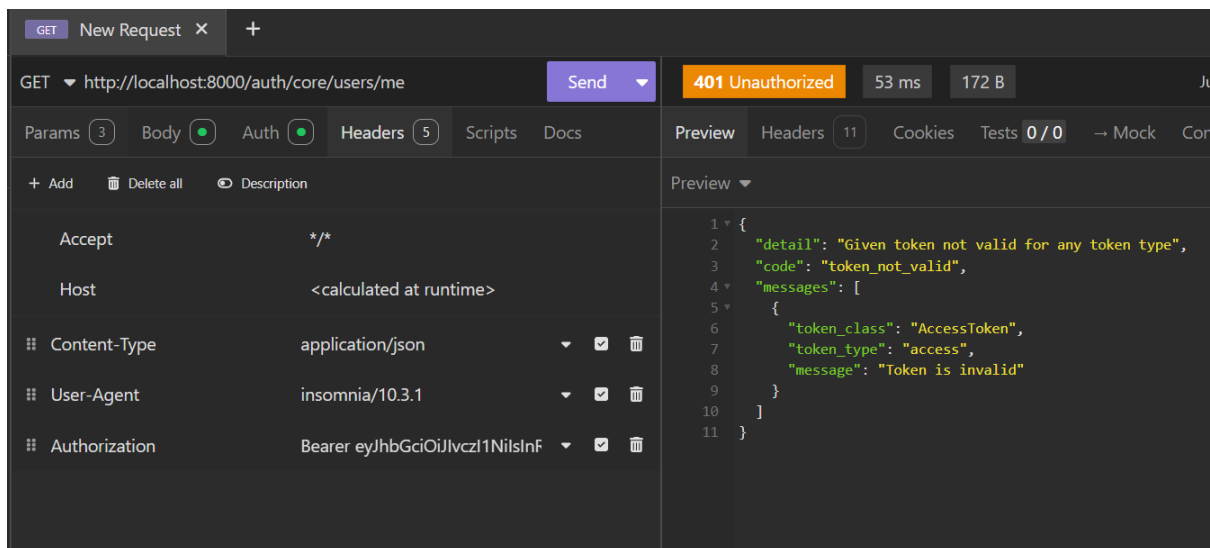 GET New Request × +
GET http://localhost:8000/auth/core/users/me Send
Params 3 Body Auth Headers 5 Scripts Docs
+ Add Delete all Description
Accept */*
Host <calculated at runtime>
Content-Type application/json
User-Agent insomnia/10.3.1
Authorization Bearer
401 Unauthorized 53 ms 172 B
Preview Headers 11 Cookies Tests 0 / 0 → Mock
Preview
1 {
2 "detail": "Given token not valid for any token type",
3 "code": "token_not_valid",
4 "messages": [
5 {
6 "token_class": "AccessToken",
7 "token_type": "access",
8 "message": "Token is invalid"
9 }
10 ]
11 }